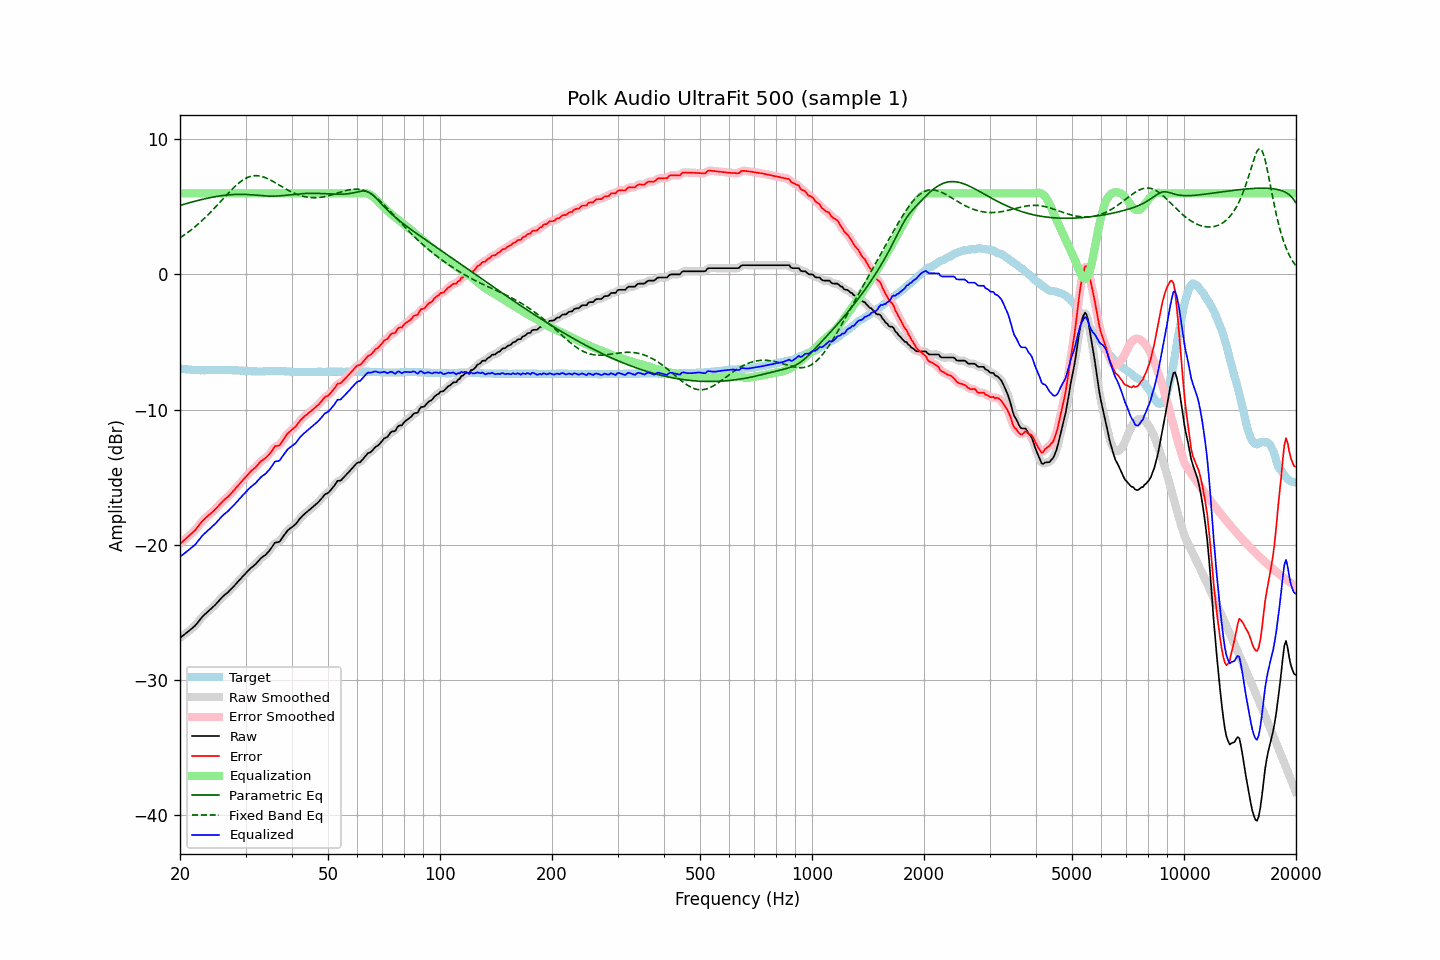 Polk Audio UltraFit 500 (sample 1)
10
0
−10
−20
−30
−40
Amplitude (dBr)
Target
Raw Smoothed
Error Smoothed
Raw
Error
Equalization
Parametric Eq
Fixed Band Eq
Equalized
20 50 100 200 500 1000 2000 5000 10000 20000
Frequency (Hz)